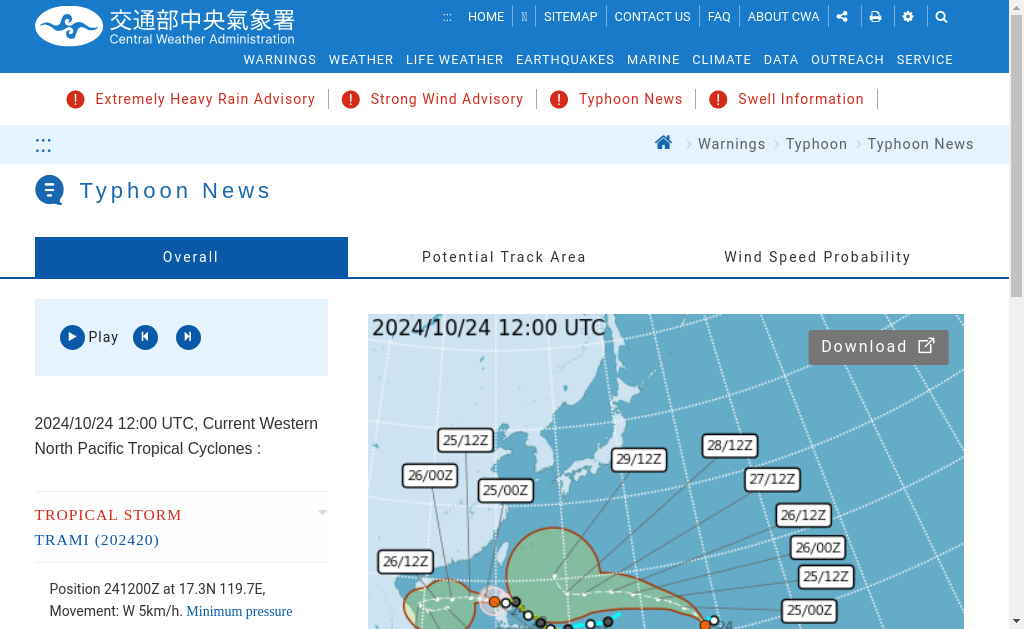 交通部中央氣象署
Central Weather Administration
::: HOME SITEMAP CONTACT US FAQ ABOUT CWA
WARNINGS WEATHER LIFE WEATHER EARTHQUAKES MARINE CLIMATE DATA OUTREACH SERVICE
Extremely Heavy Rain Advisory Strong Wind Advisory Typhoon News Swell Information
::: Warnings Typhoon Typhoon News
Typhoon News
Overall Potential Track Area Wind Speed Probability
Play
2024/10/24 12:00 UTC, Current Western
North Pacific Tropical Cyclones :
TROPICAL STORM
TRAMI (202420)
Position 241200Z at 17.3N 119.7E,
Movement: W 5km/h. Minimum pressure
2024/10/24 12:00 UTC
Download
25/12Z
28/12Z
29/12Z
26/00Z
27/12Z
25/00Z
26/12Z
26/00Z
26/12Z
25/12Z
25/00Z